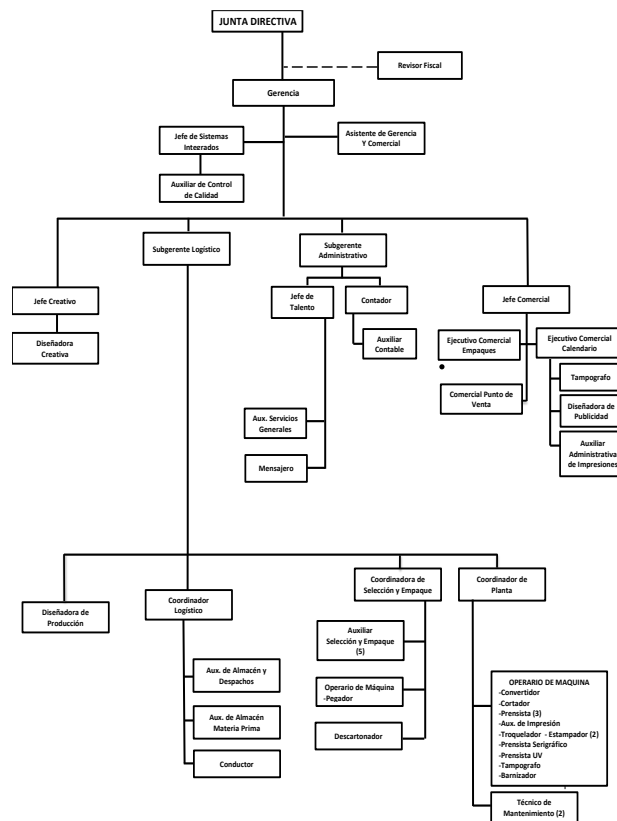 JUNTA DIRECTIVA
Revisor Fiscal
Gerencia
Jefe de Sistemas
Integrados
Asistente de Gerencia
Y Comercial
Auxiliar de Control
de Calidad
Subgerente Logístico
Subgerente
Administrativo
Jefe Creativo
Jefe de
Talento
Contador
Jefe Comercial
Diseñadora
Creativa
Auxiliar
Contable
Ejecutivo Comercial
Empaques
Ejecutivo Comercial
Calendario
Tampografo
Comercial Punto de
Venta
Diseñadora de
Publicidad
Aux. Servicios
Generales
Auxiliar
Administrativa
de Impresiones
Mensajero
Diseñadora de
Producción
Coordinador
Logístico
Coordinadora de
Selección y Empaque
Coordinador de
Planta
Auxiliar
Selección y Empaque
(5)
Aux. de Almacén y
Despachos
Operario de Máquina
-Pegador
Aux. de Almacén
Materia Prima
Descartonador
Conductor
OPERARIO DE MAQUINA
-Convertidor
-Cortador
-Prensista (3)
-Aux. de Impresión
-Troquelador - Estampador (2)
-Prensista Serigráfico
-Prensista UV
-Tampografo
-Barnizador
Técnico de
Mantenimiento (2)